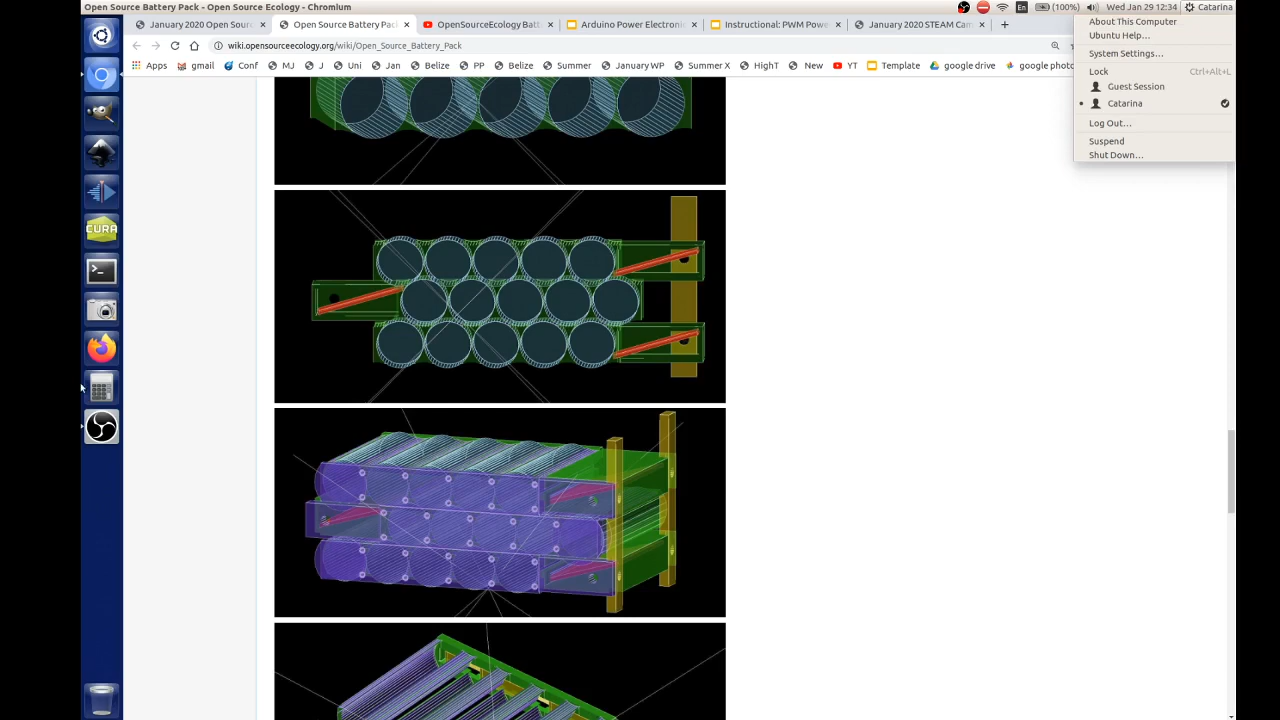 Open Source Battery Pack - Open Source Ecology - Chromium
En
(100%)
Wed Jan 29 12:34
Catarina
January 2020 Open Sour
Open Source Battery Pack
OpenSourceEcology Batt
Arduino Power Electroni
Instructional: PWM Pow
January 2020 STEAM Cam
wiki.opensourceecology.org/wiki/Open_Source_Battery_Pack
Apps
gmail
Conf
MJ
J
Uni
Jan
Belize
PP
Belize
Summer
January WP
Summer X
HighT
New
YT
Template
google drive
google photo
About This Computer
Ubuntu Help...
System Settings...
Lock
Ctrl+Alt+L
Guest Session
Catarina
Log Out...
Suspend
Shut Down...
CURA